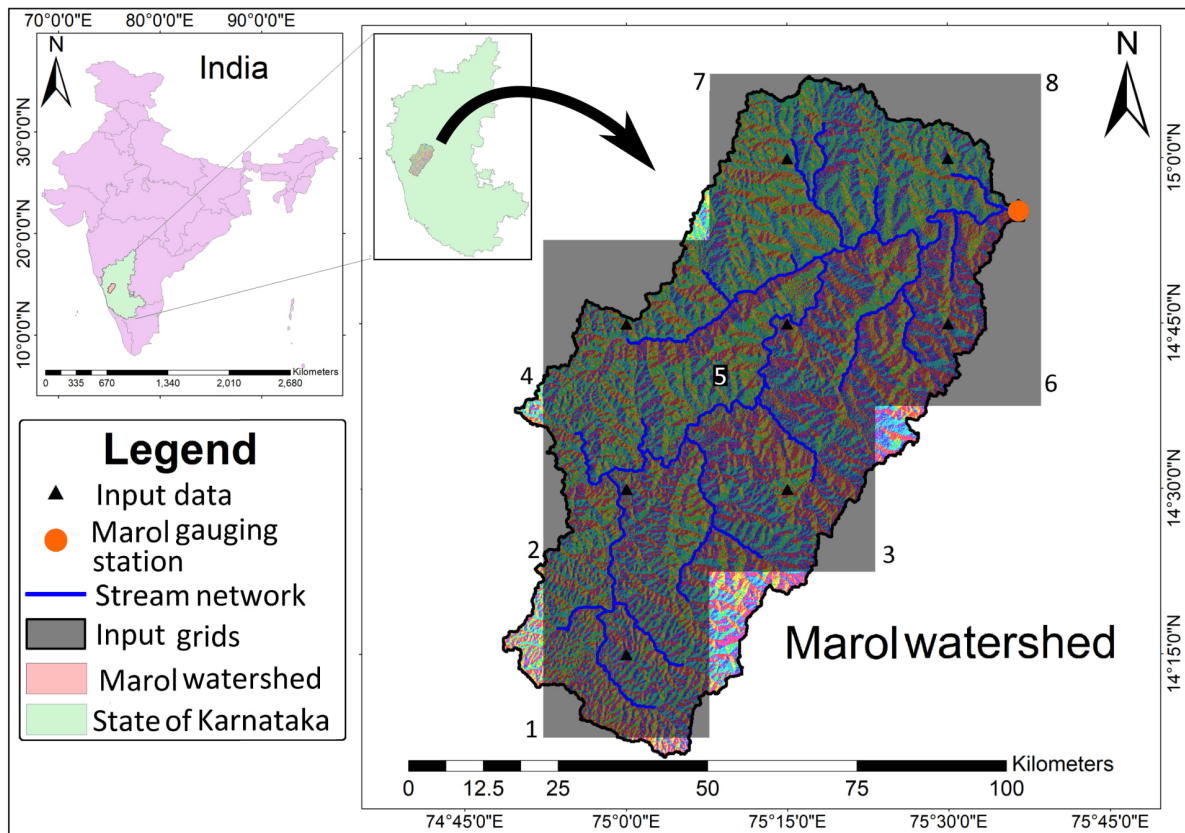 70°0'0"E 80°0'0"E 90°0'0"E
N
India
30°0'0"N
20°0'0"N
10°0'0"N
Kilometers
0 335 670 1,340 2,010 2,680
Legend
Input data
Marol gauging
station
Stream network
Input grids
Marol watershed
State of Karnataka
7 8
N
4 5 6
2 3
1
Marol watershed
15°0'0"N
14°45'0"N
14°30'0"N
14°15'0"N
Kilometers
0 12.5 25 50 75 100
74°45'0"E 75°0'0"E 75°15'0"E 75°30'0"E 75°45'0"E